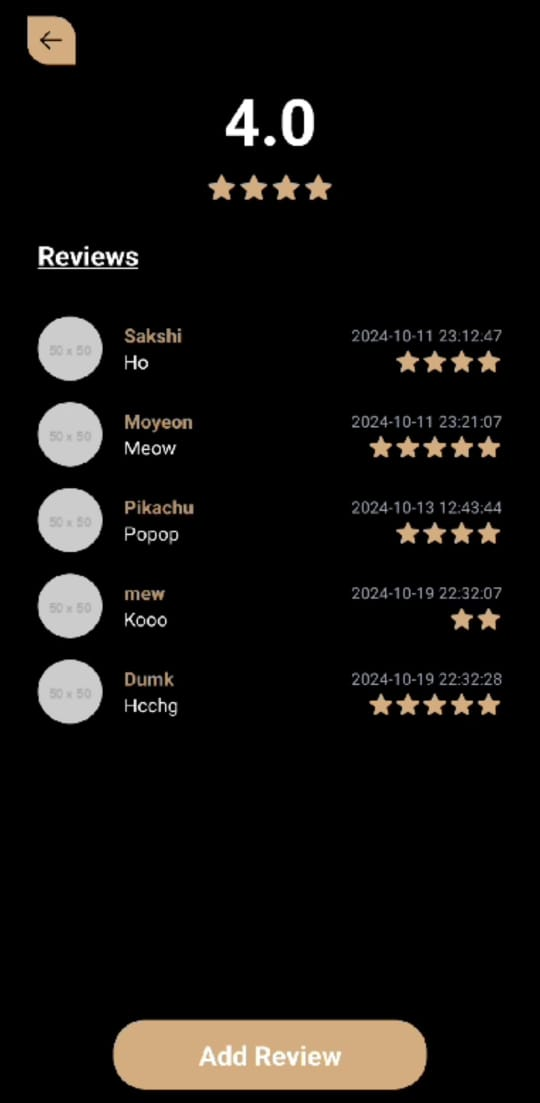 4.0
Reviews
50 x 50
Sakshi 2024-10-11 23:12:47
Ho
50 x 50
Moyeon 2024-10-11 23:21:07
Meow
50 x 50
Pikachu 2024-10-13 12:43:44
Popop
50 x 50
mew 2024-10-19 22:32:07
Kooo
50 x 50
Dumk 2024-10-19 22:32:28
Hcchg
Add Review